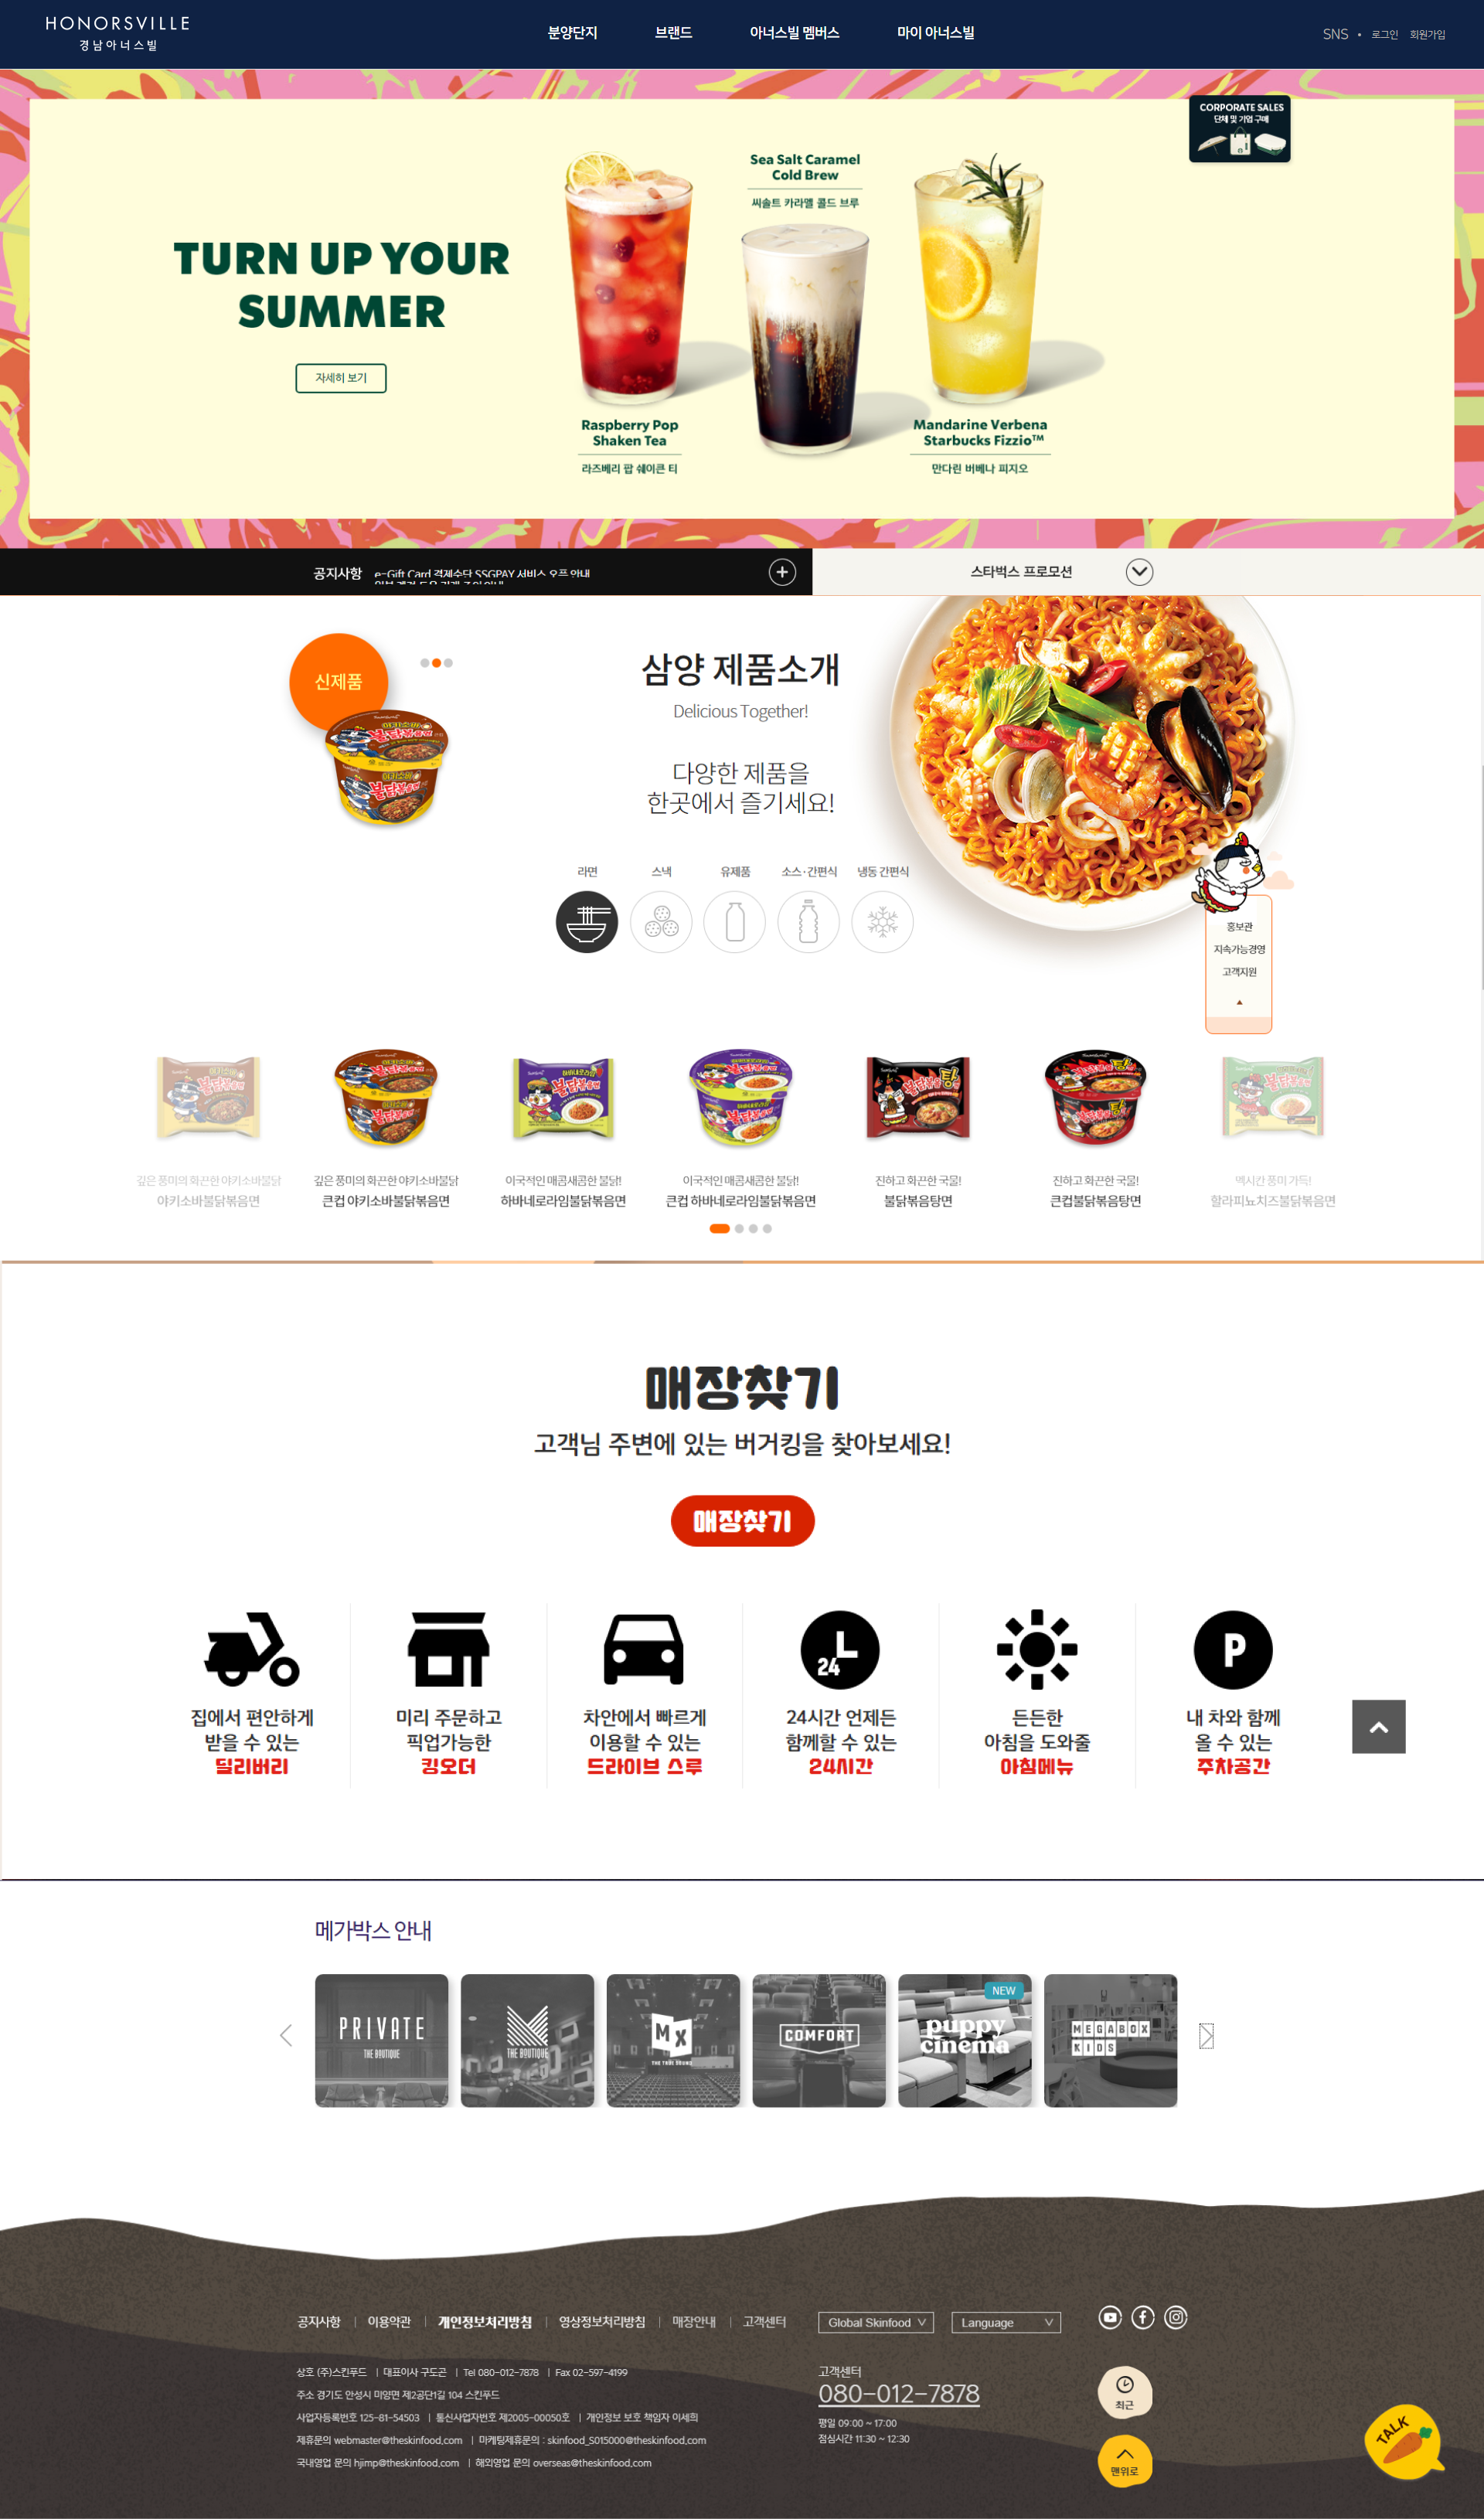 HONORSVILLE
경남아너스빌
분양단지
브랜드
아너스빌 멤버스
마이 아너스빌
SNS
로그인
회원가입
CORPORATE SALES
단체 및 기업 구매
TURN UP YOUR
SUMMER
자세히 보기
Sea Salt Caramel
Cold Brew
씨솔트 카라멜 콜드 브루
Raspberry Pop
Shaken Tea
라즈베리 팝 쉐이큰 티
Mandarine Verbena
Starbucks Fizzio™
만다린 버베나 피지오
공지사항
e-Gift Card 결제수단 SSGPAY 서비스 오픈 안내
스타벅스 프로모션
신제품
삼양 제품소개
Delicious Together!
다양한 제품을
한곳에서 즐기세요!
라면
스낵
유제품
소스·간편식
냉동 간편식
홍보관
지속가능경영
고객지원
깊은 풍미의 화끈한 야키소바불닭
야키소바불닭볶음면
깊은 풍미의 화끈한 야키소바불닭
큰컵 야키소바불닭볶음면
이국적인 매콤새콤한 불닭!
하바네로라임불닭볶음면
이국적인 매콤새콤한 불닭!
큰컵 하바네로라임불닭볶음면
진하고 화끈한 국물!
불닭볶음탕면
진하고 화끈한 국물!
큰컵불닭볶음탕면
멕시칸 풍미 가득!
할라피뇨치즈불닭볶음면
매장찾기
고객님 주변에 있는 버거킹을 찾아보세요!
매장찾기
집에서 편안하게
받을 수 있는
딜리버리
미리 주문하고
픽업가능한
킹오더
차안에서 빠르게
이용할 수 있는
드라이브 스루
24
24시간 언제든
함께할 수 있는
24시간
든든한
아침을 도와줄
아침메뉴
P
내 차와 함께
올 수 있는
주차공간
메가박스 안내
PRIVATE
THE BOUTIQUE
THE BOUTIQUE
MX
THE TRUE SOUND
COMFORT
NEW
puppy
cinema
MEGABOX
KIDS
공지사항 | 이용약관 | 개인정보처리방침 | 영상정보처리방침 | 매장안내 | 고객센터
Global Skinfood
Language
상호 (주)스킨푸드 | 대표이사 구도곤 | Tel 080-012-7878 | Fax 02-597-4199
주소 경기도 안성시 미양면 제2공단1길 104 스킨푸드
사업자등록번호 125-81-54503 | 통신사업자번호 제2005-00050호 | 개인정보 보호 책임자 이세희
제휴문의 webmaster@theskinfood.com | 마케팅제휴문의 : skinfood_S015000@theskinfood.com
국내영업 문의 hjimp@theskinfood.com | 해외영업 문의 overseas@theskinfood.com
고객센터
080-012-7878
평일 09:00 ~ 17:00
점심시간 11:30 ~ 12:30
최근
맨위로
TALK